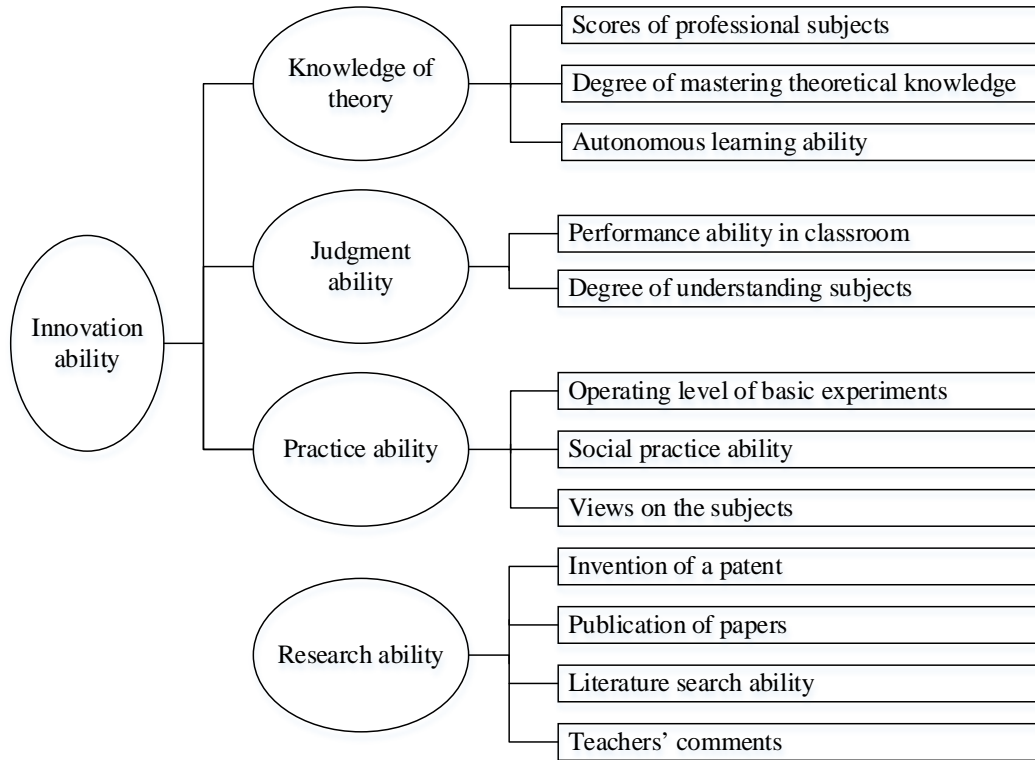 Innovation
ability
Knowledge of
theory
Scores of professional subjects
Degree of mastering theoretical knowledge
Autonomous learning ability
Judgment
ability
Performance ability in classroom
Degree of understanding subjects
Practice ability
Operating level of basic experiments
Social practice ability
Views on the subjects
Research ability
Invention of a patent
Publication of papers
Literature search ability
Teachers’ comments